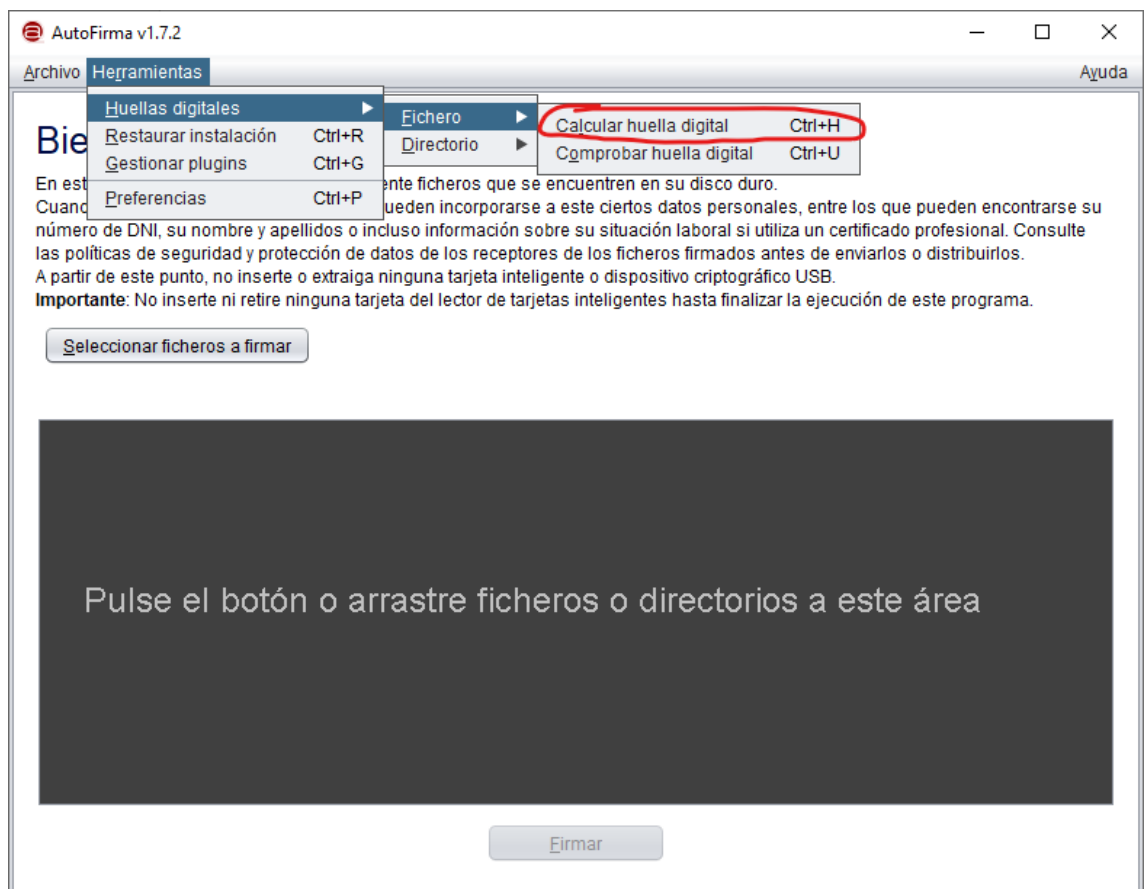 AutoFirma v1.7.2
Archivo Herramientas Ayuda
Huellas digitales
Restaurar instalación Ctrl+R
Gestionar plugins Ctrl+G
Preferencias Ctrl+P
Fichero
Directorio
Calcular huella digital Ctrl+H
Comprobar huella digital Ctrl+U
Bie
En est ente ficheros que se encuentren en su disco duro.
Cuand ueden incorporarse a este ciertos datos personales, entre los que pueden encontrarse su
número de DNI, su nombre y apellidos o incluso información sobre su situación laboral si utiliza un certificado profesional. Consulte
las políticas de seguridad y protección de datos de los receptores de los ficheros firmados antes de enviarlos o distribuirlos.
A partir de este punto, no inserte o extraiga ninguna tarjeta inteligente o dispositivo criptográfico USB.
Importante: No inserte ni retire ninguna tarjeta del lector de tarjetas inteligentes hasta finalizar la ejecución de este programa.
Seleccionar ficheros a firmar
Pulse el botón o arrastre ficheros o directorios a este área
Firmar